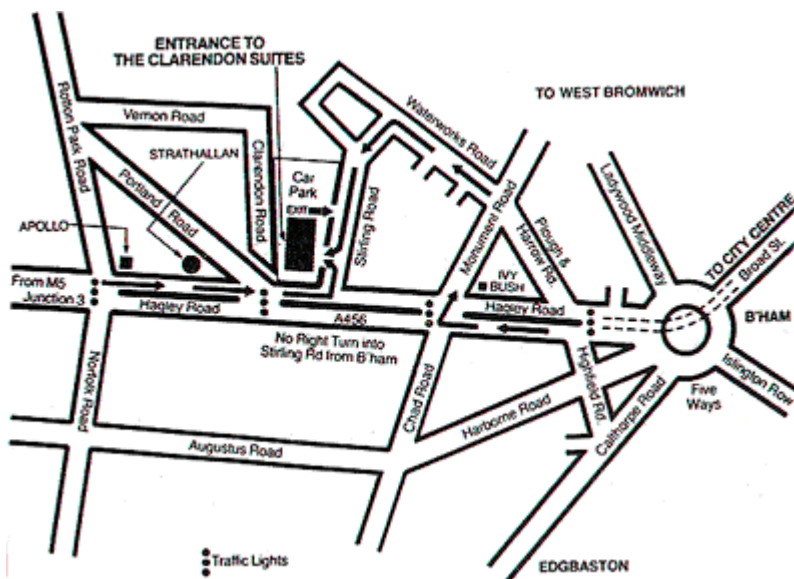 ENTRANCE TO
THE CLARENDON SUITES
TO WEST BROMWICH
Rotton Park Road
Vernon Road
STRATHALLAN
Portland
Road
APOLLO
Clarendon Road
Car
Park
EXIT
Stirling Road
Waterworks Road
Monument Road
Plough &
Harrow Rd.
IVY
BUSH
Ladywood Middleway
TO CITY CENTRE
Broad St.
From M5
Junction 3
Hagley Road
A456
Hagley Road
B'HAM
No Right Turn into
Stirling Rd from B'ham
Norfolk Road
Chad Road
Highfield Rd.
Harborne Road
Calthorpe Road
Five
Ways
Islington Row
Augustus Road
Traffic Lights
EDGBASTON